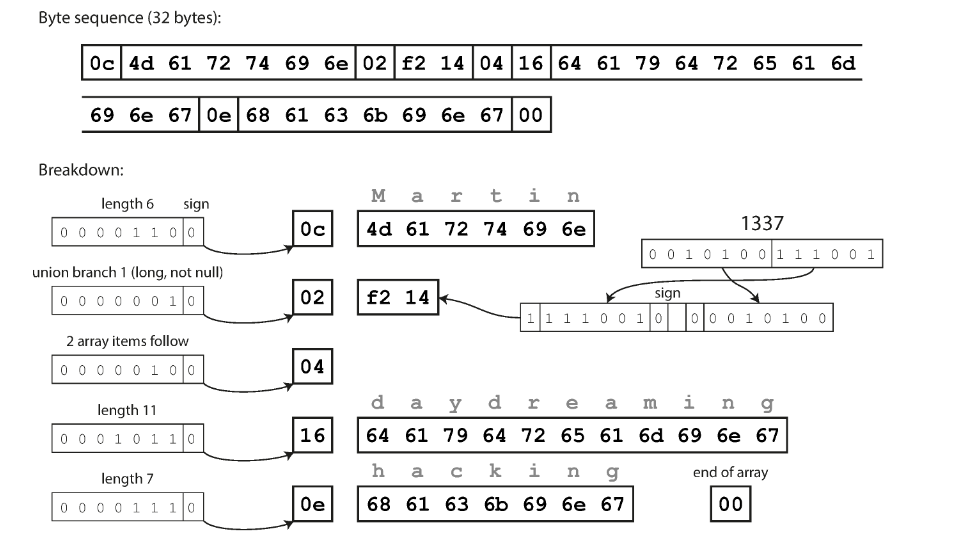 Byte sequence (32 bytes):
0c 4d 61 72 74 69 6e 02 f2 14 04 16 64 61 79 64 72 65 61 6d
69 6e 67 0e 68 61 63 6b 69 6e 67 00
Breakdown:
length 6 sign
0 0 0 0 1 1 0 0
0c
M a r t i n
4d 61 72 74 69 6e
1337
0 0 1 0 1 0 0 1 1 1 0 0 1
union branch 1 (long, not null)
0 0 0 0 0 0 1 0
02
f2 14
sign
1 1 1 1 0 0 1 0 0 0 0 1 0 1 0 0
2 array items follow
0 0 0 0 0 1 0 0
04
length 11
0 0 0 1 0 1 1 0
16
d a y d r e a m i n g
64 61 79 64 72 65 61 6d 69 6e 67
length 7
0 0 0 0 1 1 1 0
0e
h a c k i n g
68 61 63 6b 69 6e 67
end of array
00